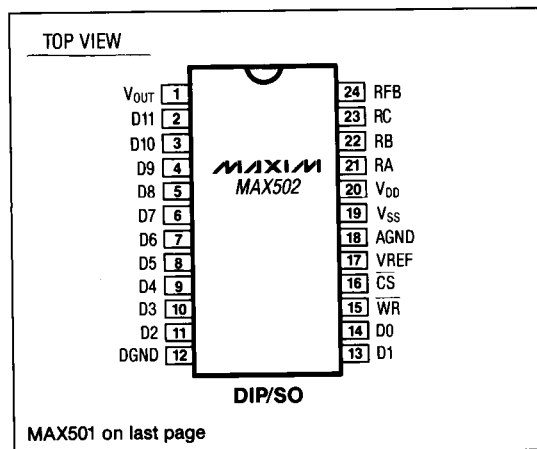 TOP VIEW
VOUT 1
D11 2
D10 3
D9 4
D8 5
D7 6
D6 7
D5 8
D4 9
D3 10
D2 11
DGND 12
MAXIM
MAX502
24 RFB
23 RC
22 RB
21 RA
20 VDD
19 VSS
18 AGND
17 VREF
16 C̅S̅
15 W̅R̅
14 D0
13 D1
DIP/SO
MAX501 on last page